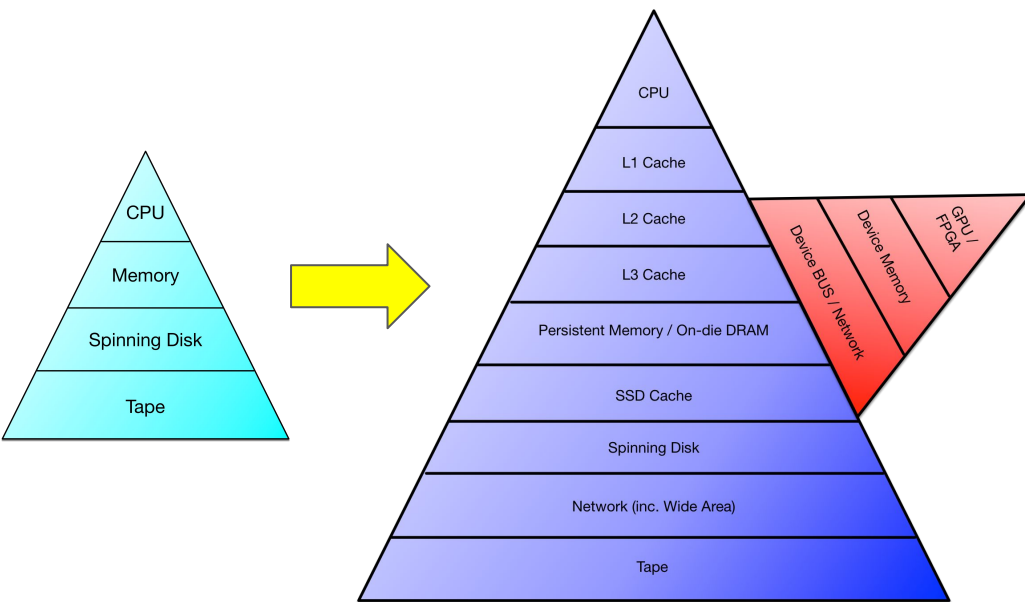 CPU
Memory
Spinning Disk
Tape
CPU
L1 Cache
L2 Cache
L3 Cache
Persistent Memory / On-die DRAM
SSD Cache
Spinning Disk
Network (inc. Wide Area)
Tape
Device BUS / Network
Device Memory
GPU /
FPGA